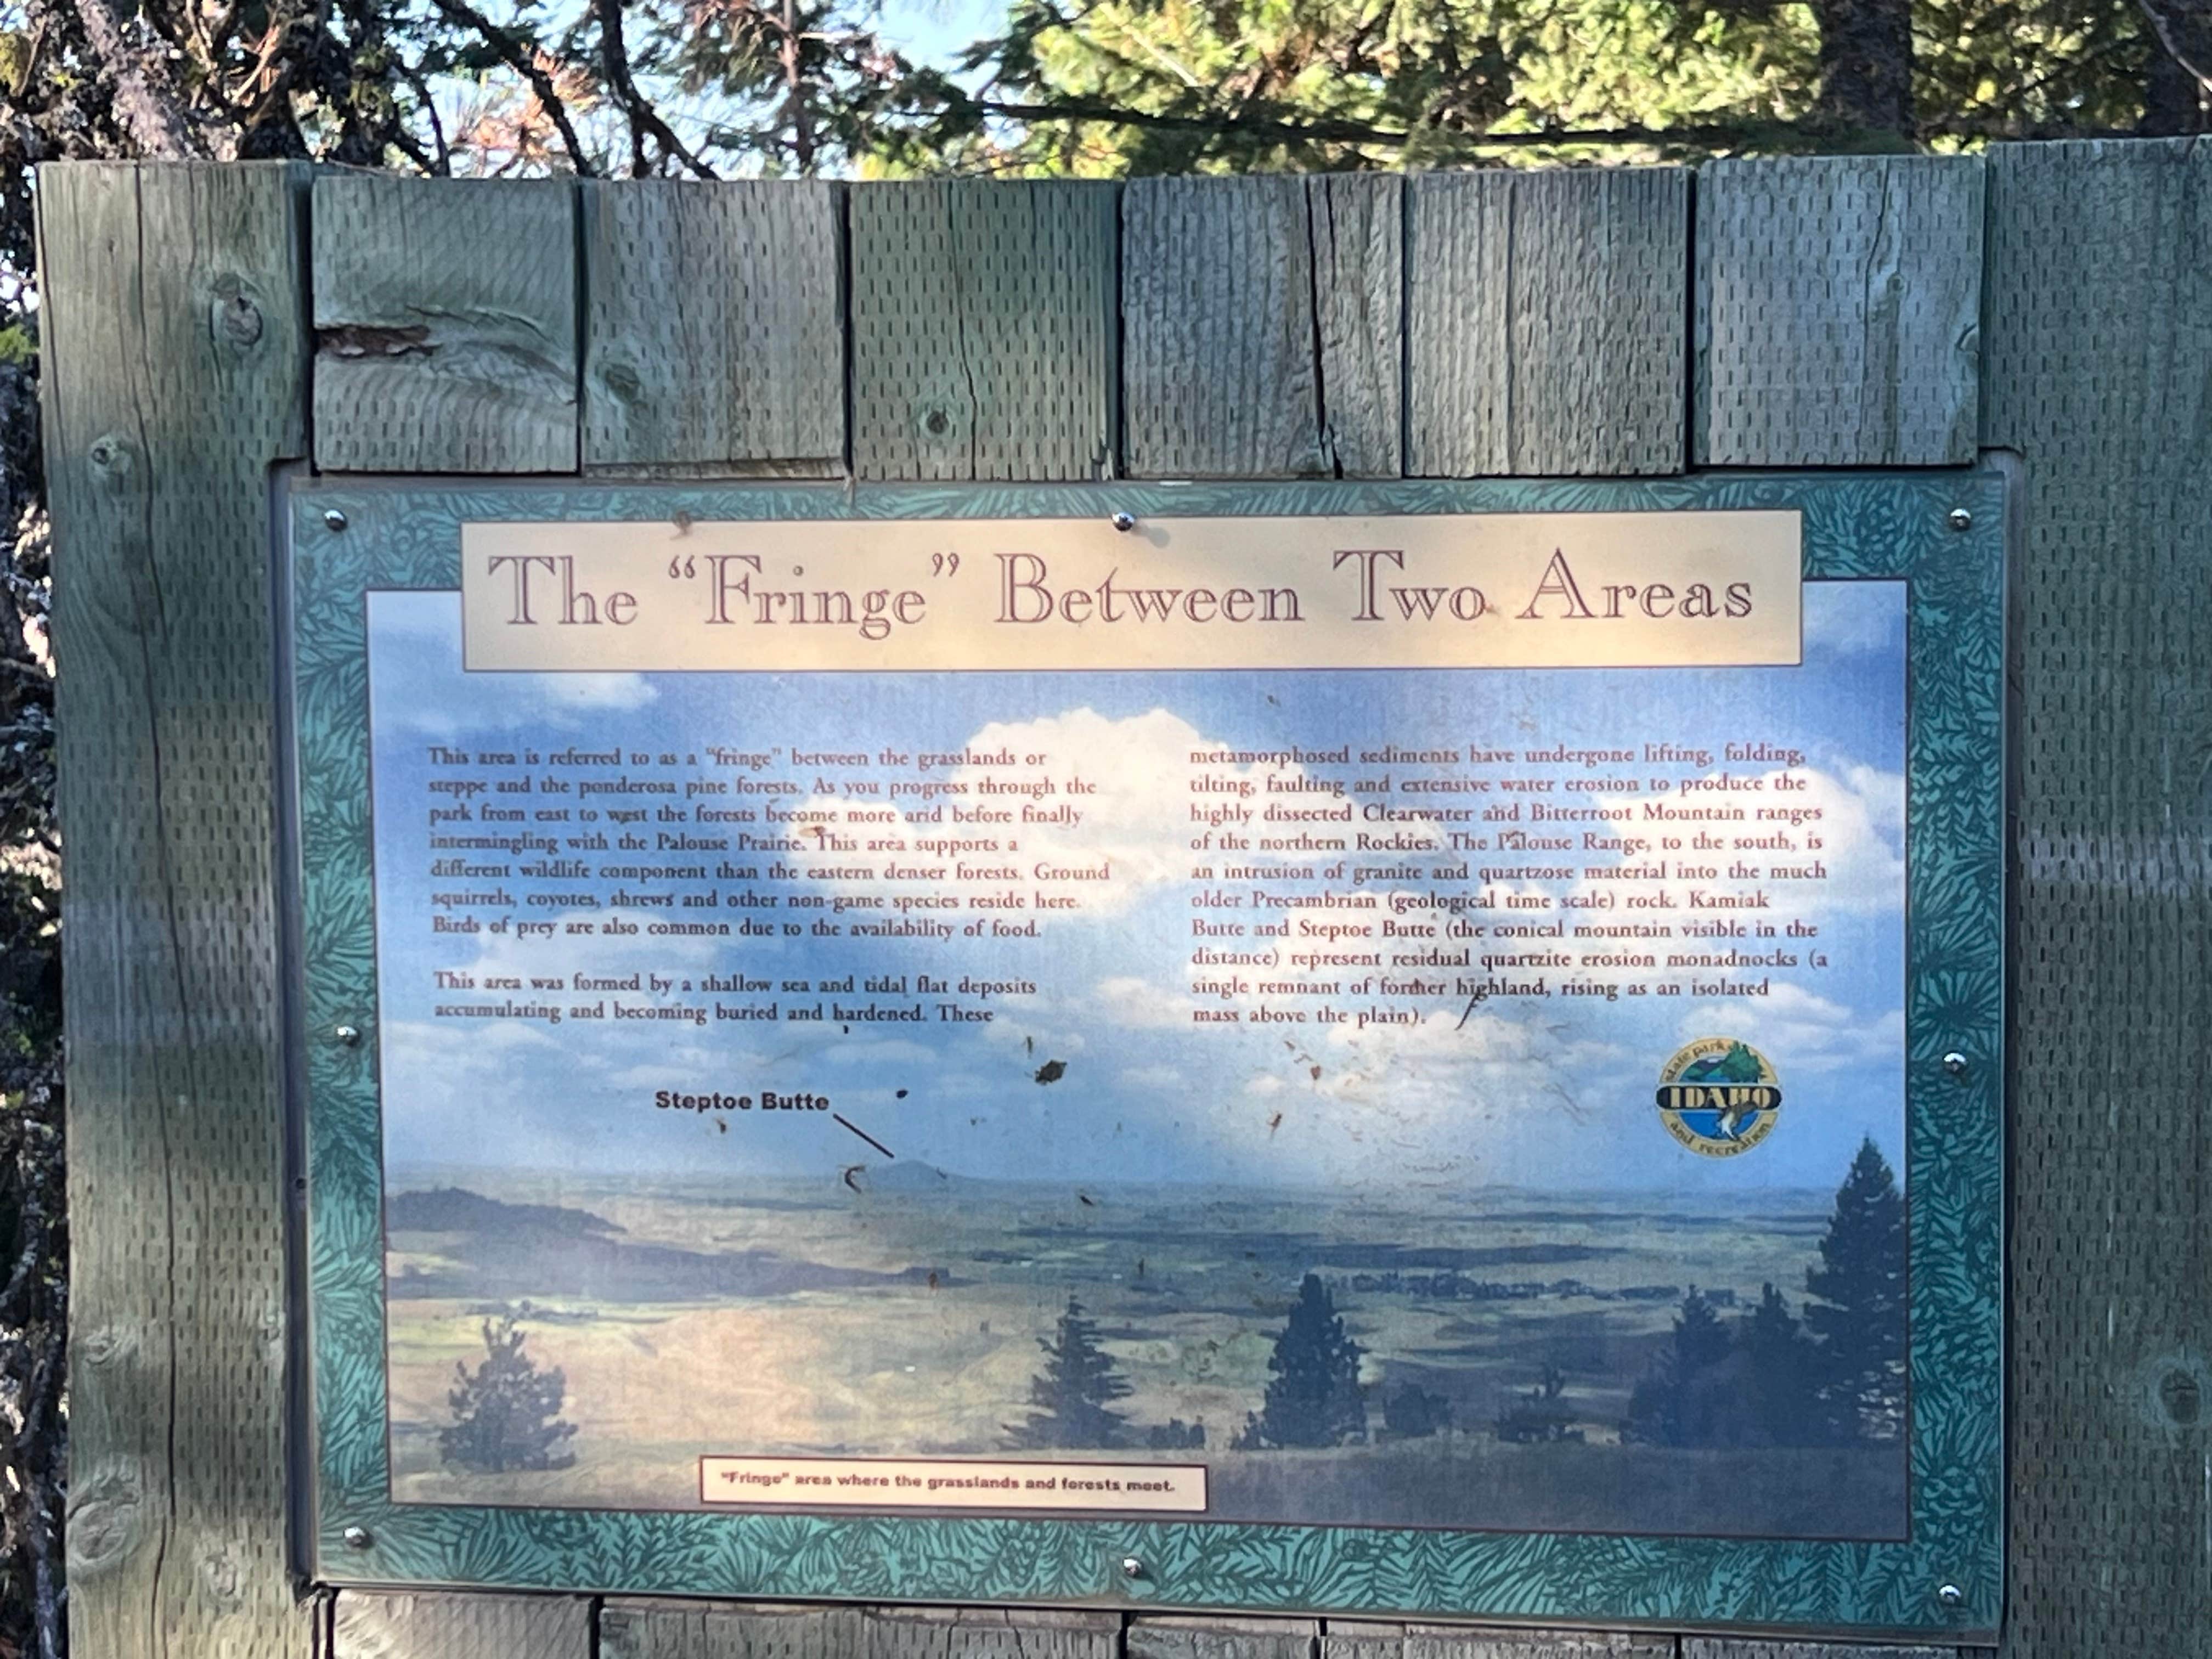 The “Fringe” Between Two Areas
This area is referred to as a "fringe" between the grasslands or
steppe and the ponderosa pine forests. As you progress through the
park from east to west the forests become more arid before finally
intermingling with the Palouse Prairie. This area supports a
different wildlife component than the eastern denser forests. Ground
squirrels, coyotes, shrews and other non-game species reside here.
Birds of prey are also common due to the availability of food.
This area was formed by a shallow sea and tidal flat deposits
accumulating and becoming buried and hardened. These
metamorphosed sediments have undergone lifting, folding,
tilting, faulting and extensive water erosion to produce the
highly dissected Clearwater and Bitterroot Mountain ranges
of the northern Rockies. The Palouse Range, to the south, is
an intrusion of granite and quartzose material into the much
older Precambrian (geological time scale) rock. Kamiak
Butte and Steptoe Butte (the conical mountain visible in the
distance) represent residual quartzite erosion monadnocks (a
single remnant of former highland, rising as an isolated
mass above the plain).
state parks
IDAHO
and recreation
Steptoe Butte
"Fringe" area where the grasslands and forests meet.